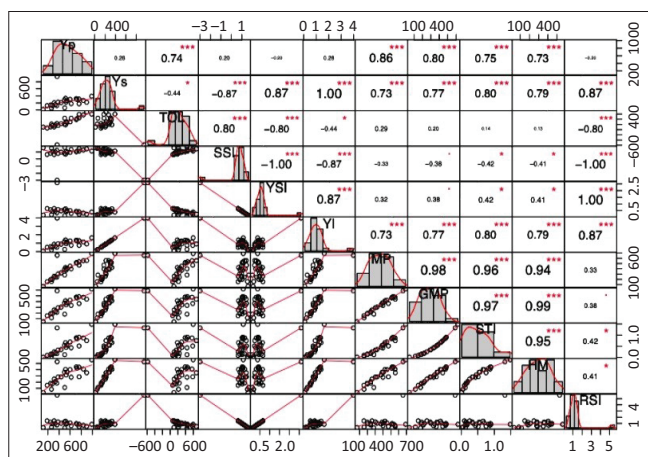 0 400 -3 -1 1 0 1 2 3 4 100 400 100 400
Yp 0.29 0.74 *** 0.29 0.29 0.86 *** 0.80 *** 0.75 *** 0.73 *** 200 1000
0 600 Ys -0.44 * -0.87 *** 0.87 *** 1.00 *** 0.73 *** 0.77 *** 0.80 *** 0.79 *** 0.87 ***
TOL 0.80 *** -0.80 *** -0.44 * 0.29 0.20 0.14 0.13 -0.80 *** -600 400
-3 0 SSI -1.00 *** -0.87 *** -0.33 -0.38 . -0.42 * -0.41 * -1.00 ***
YSI 0.87 *** 0.32 0.38 . 0.42 * 0.41 * 1.00 *** 0.5 2.5
0 2 4 YI 0.73 *** 0.77 *** 0.80 *** 0.79 *** 0.87 ***
MP 0.98 *** 0.96 *** 0.94 *** 0.33 100 600
100 500 GMP 0.97 *** 0.99 *** 0.38 .
STI 0.95 *** 0.42 * 0.0 1.0
100 500 HM 0.41 *
RSI 1 4
200 600 -600 0 600 0.5 2.0 100 400 700 0.0 1.0 1 3 5